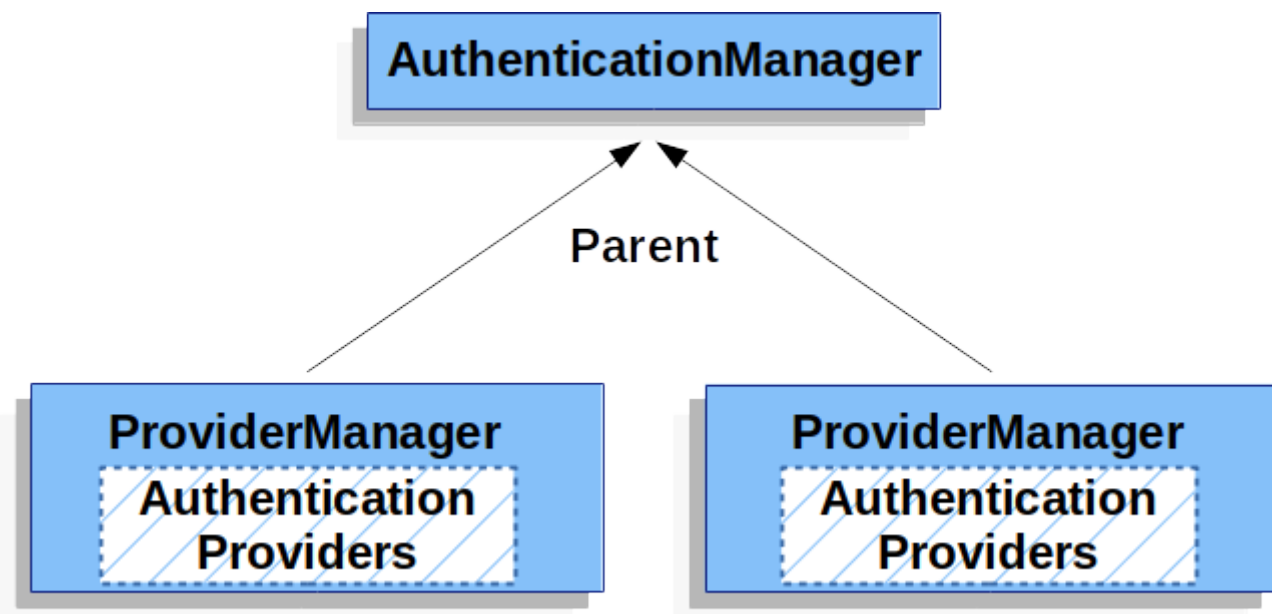 AuthenticationManager
Parent
ProviderManager
Authentication
Providers
ProviderManager
Authentication
Providers